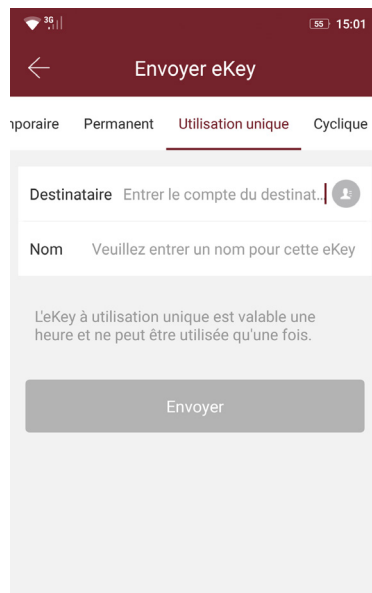 3G 55 15:01
Envoyer eKey
nporaire Permanent Utilisation unique Cyclique
Destinataire Entrer le compte du destinat...
Nom Veuillez entrer un nom pour cette eKey
L'eKey à utilisation unique est valable une
heure et ne peut être utilisée qu'une fois.
Envoyer